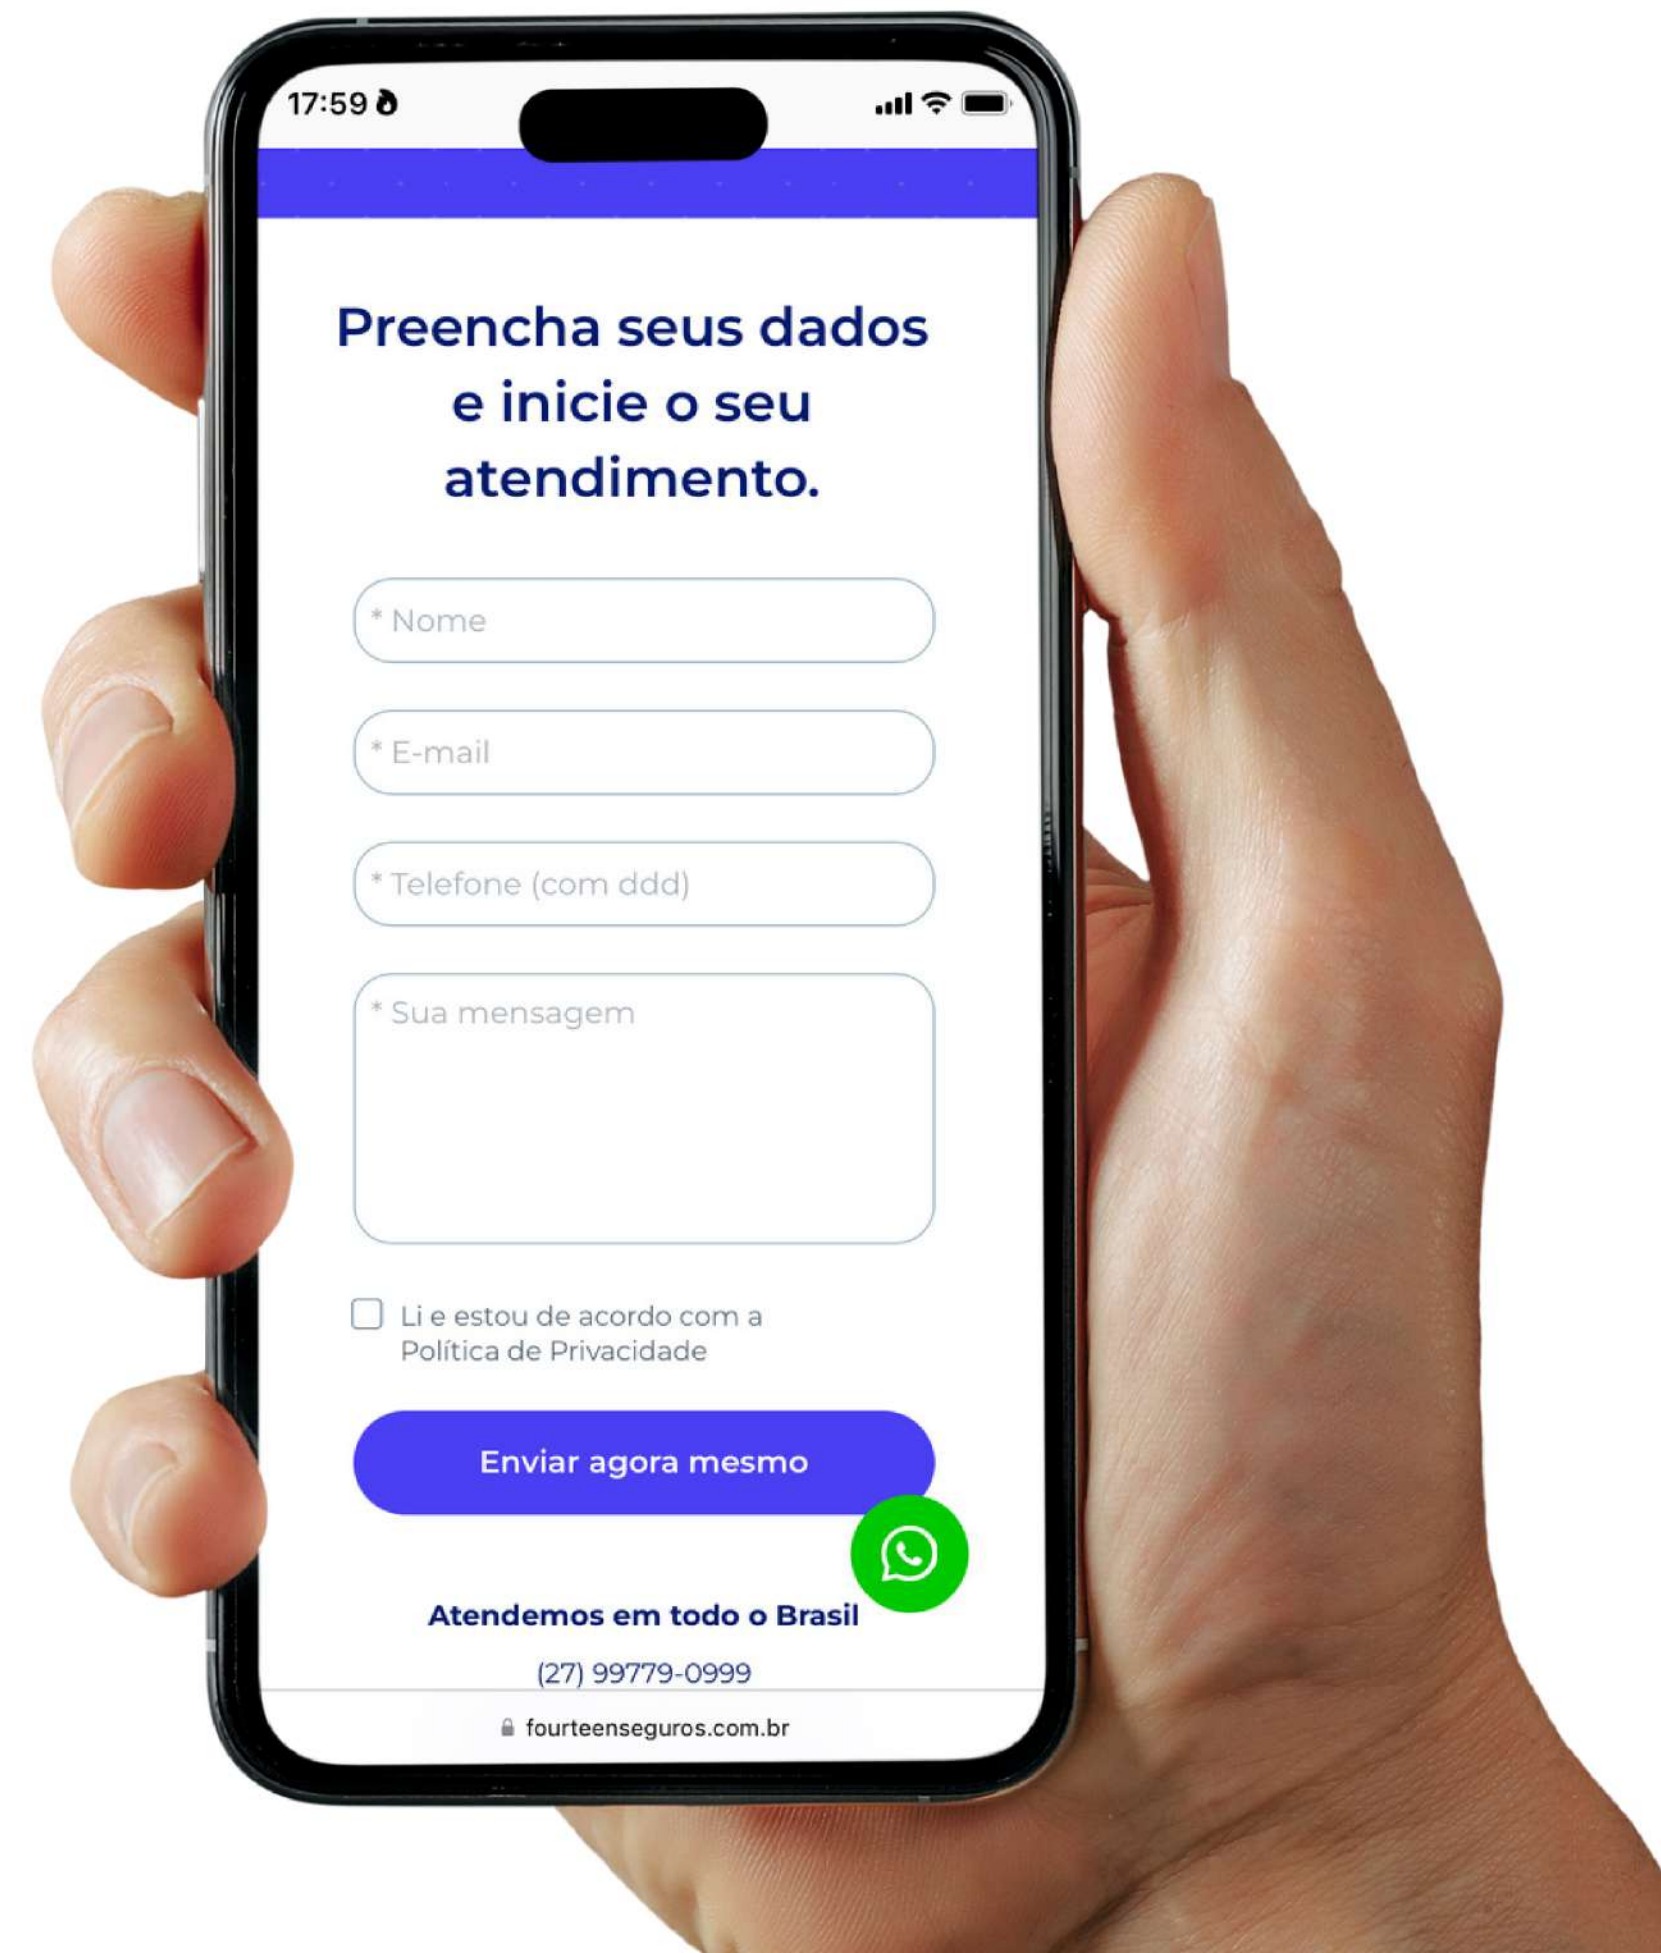 17:59
Preencha seus dados
e inicie o seu
atendimento.
* Nome
* E-mail
* Telefone (com ddd)
* Sua mensagem
Li e estou de acordo com a
Política de Privacidade
Enviar agora mesmo
Atendemos em todo o Brasil
(27) 99779-0999
fourteenseguros.com.br